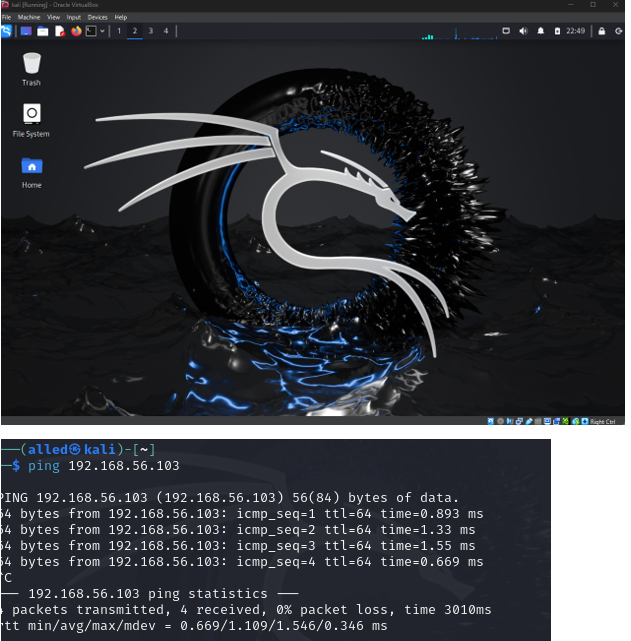 kali [Running] - Oracle VirtualBox
File Machine View Input Devices Help
1 2 3 4 22:49
Trash
File System
Home
Right Ctrl
(alled㉿kali)-[~]
$ ping 192.168.56.103
PING 192.168.56.103 (192.168.56.103) 56(84) bytes of data.
64 bytes from 192.168.56.103: icmp_seq=1 ttl=64 time=0.893 ms
64 bytes from 192.168.56.103: icmp_seq=2 ttl=64 time=1.33 ms
64 bytes from 192.168.56.103: icmp_seq=3 ttl=64 time=1.55 ms
64 bytes from 192.168.56.103: icmp_seq=4 ttl=64 time=0.669 ms
^C
— 192.168.56.103 ping statistics —
4 packets transmitted, 4 received, 0% packet loss, time 3010ms
rtt min/avg/max/mdev = 0.669/1.109/1.546/0.346 ms